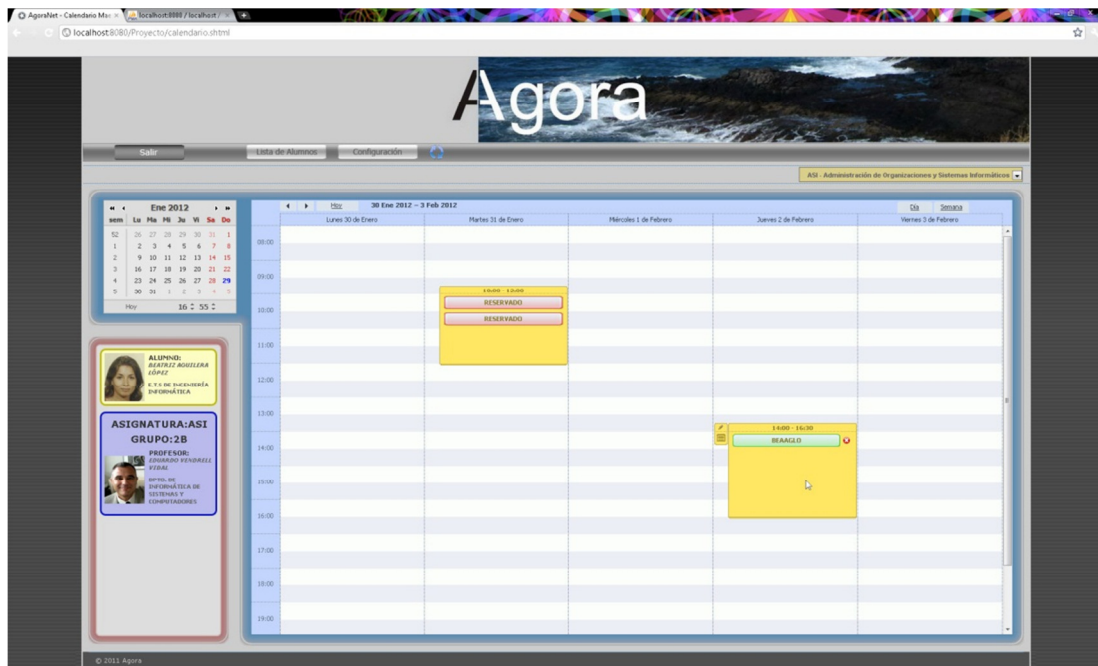 AgoraNet - Calendario Mar
localhost:8080 / localhost /
localhost:8080/Proyecto/calendario.shtml
Agora
Salir
Lista de Alumnos
Configuración
ASI - Administración de Organizaciones y Sistemas Informáticos
Ene 2012
sem Lu Ma Mi Ju Vi Sa Do
52 26 27 28 29 30 31 1
1 2 3 4 5 6 7 8
2 9 10 11 12 13 14 15
3 16 17 18 19 20 21 22
4 23 24 25 26 27 28 29
5 30 31 1 2 3 4 5
Hoy 16 : 55
Hoy 30 Ene 2012 – 3 Feb 2012 Día Semana
Lunes 30 de Enero Martes 31 de Enero Miércoles 1 de Febrero Jueves 2 de Febrero Viernes 3 de Febrero
08:00
09:00
10:00
11:00
12:00
13:00
14:00
15:00
16:00
17:00
18:00
19:00
10:00 - 12:00
RESERVADO
RESERVADO
14:00 - 16:30
BEAAGLO
ALUMNO:
BEATRIZ AGUILERA
LÓPEZ
E.T.S DE INGENIERÍA
INFORMÁTICA
ASIGNATURA:ASI
GRUPO:2B
PROFESOR:
EDUARDO VENDRELL
VIDAL
DPTO. DE
INFORMÁTICA DE
SISTEMAS Y
COMPUTADORES
© 2011 Agora